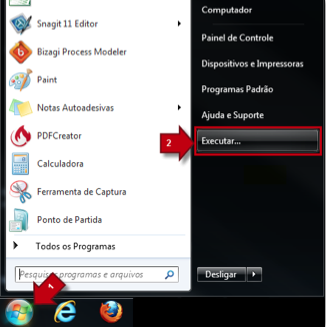 Snagit 11 Editor
Bizagi Process Modeler
Paint
Notas Autoadesivas
PDFCreator
Calculadora
Ferramenta de Captura
Ponto de Partida
Todos os Programas
Pesquisar programas e arquivos
1
Computador
Painel de Controle
Dispositivos e Impressoras
Programas Padrão
Ajuda e Suporte
2
Executar...
Desligar